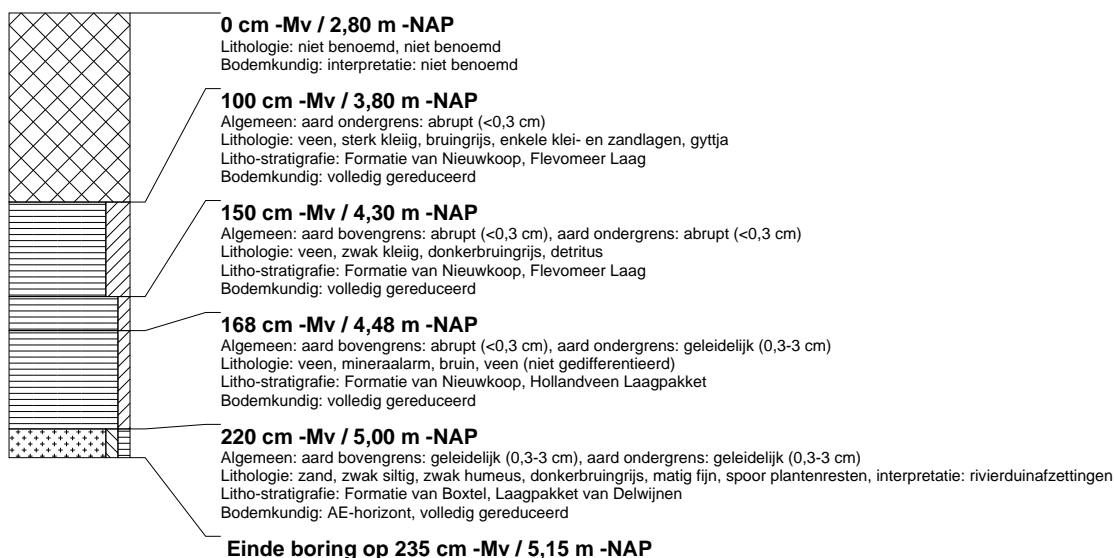 0 cm -Mv / 2,80 m -NAP
Lithologie: niet benoemd, niet benoemd
Bodemkundig: interpretatie: niet benoemd
100 cm -Mv / 3,80 m -NAP
Algemeen: aard ondergrens: abrupt (<0,3 cm)
Lithologie: veen, sterk kleiig, bruingrijs, enkele klei- en zandlagen, gyttja
Litho-stratigrafie: Formatie van Nieuwkoop, Flevomeer Laag
Bodemkundig: volledig gereduceerd
150 cm -Mv / 4,30 m -NAP
Algemeen: aard bovengrens: abrupt (<0,3 cm), aard ondergrens: abrupt (<0,3 cm)
Lithologie: veen, zwak kleiig, donkerbruingrijs, detritus
Litho-stratigrafie: Formatie van Nieuwkoop, Flevomeer Laag
Bodemkundig: volledig gereduceerd
168 cm -Mv / 4,48 m -NAP
Algemeen: aard bovengrens: abrupt (<0,3 cm), aard ondergrens: geleidelijk (0,3-3 cm)
Lithologie: veen, mineraalarm, bruin, veen (niet gedifferentieerd)
Litho-stratigrafie: Formatie van Nieuwkoop, Hollandveen Laagpakket
Bodemkundig: volledig gereduceerd
220 cm -Mv / 5,00 m -NAP
Algemeen: aard bovengrens: geleidelijk (0,3-3 cm), aard ondergrens: geleidelijk (0,3-3 cm)
Lithologie: zand, zwak siltig, zwak humeus, donkerbruingrijs, matig fijn, spoor plantenresten, interpretatie: rivierduinafzettingen
Litho-stratigrafie: Formatie van Boxtel, Laagpakket van Delwijnen
Bodemkundig: AE-horizont, volledig gereduceerd
Einde boring op 235 cm -Mv / 5,15 m -NAP